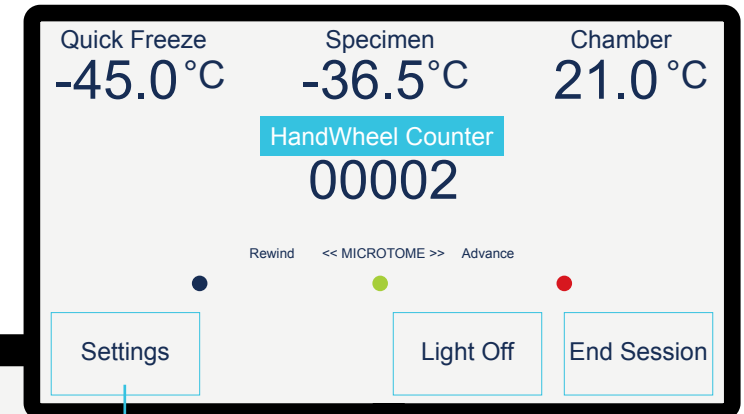 Quick Freeze Specimen Chamber
-45.0°C -36.5°C 21.0°C
HandWheel Counter
00002
Rewind << MICROTOME >> Advance
Settings Light Off End Session